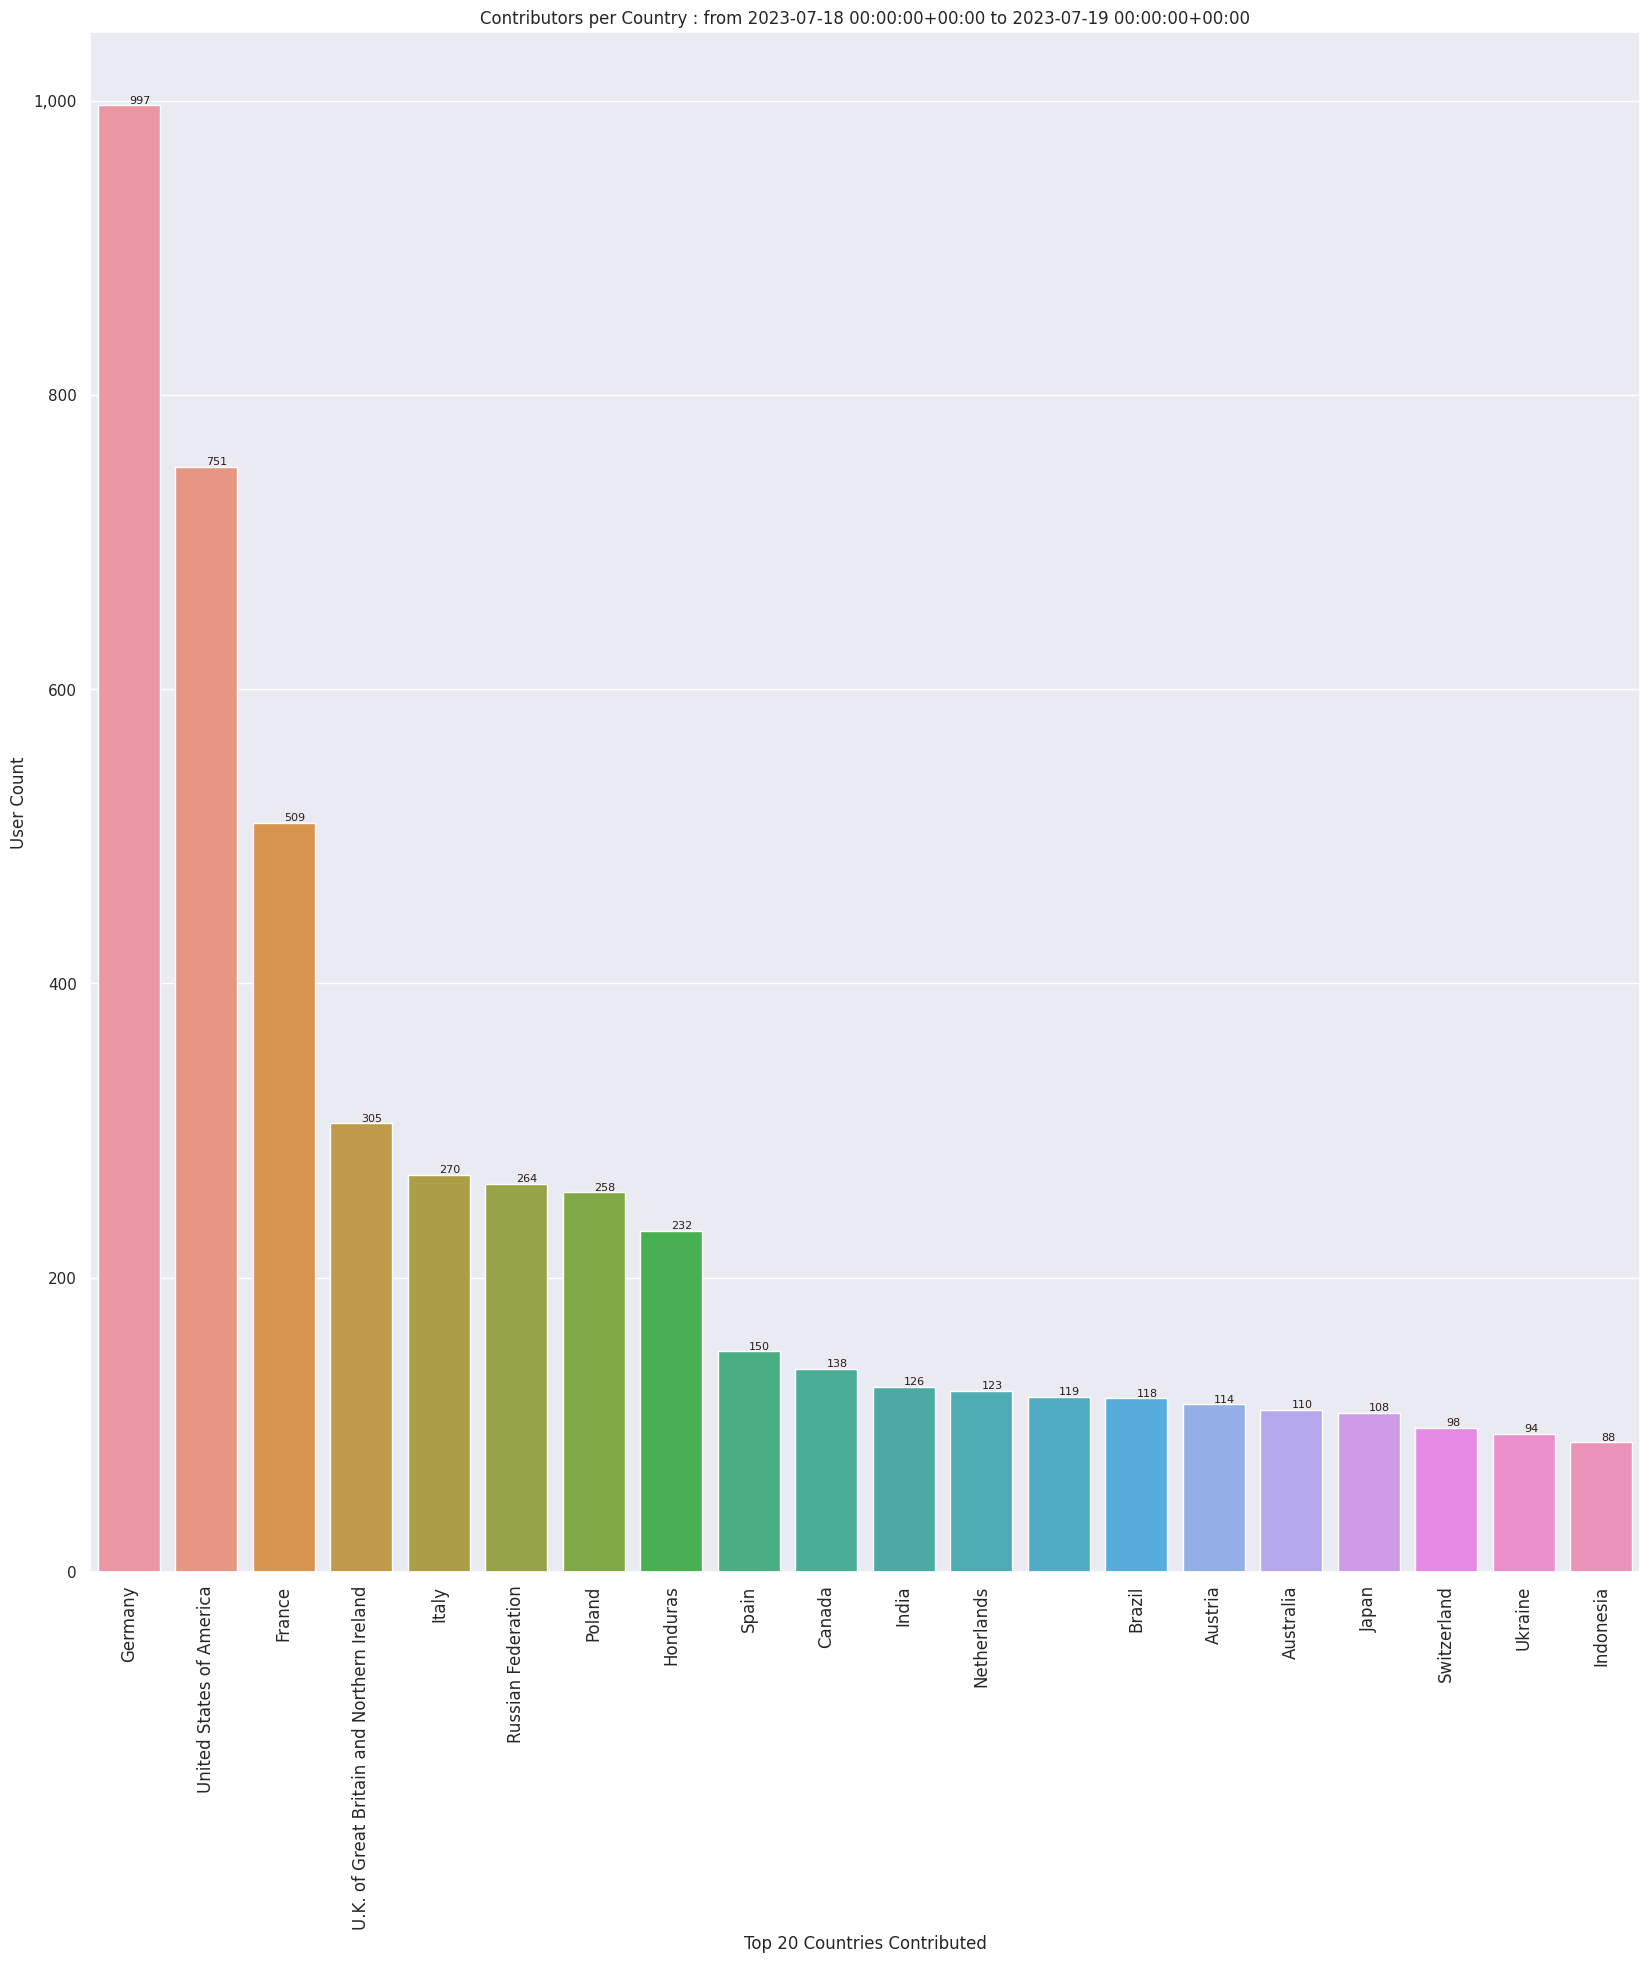 Contributors per Country : from 2023-07-18 00:00:00+00:00 to 2023-07-19 00:00:00+00:00
User Count
1,000
800
600
400
200
0
997
751
509
305
270
264
258
232
150
138
126
123
119
118
114
110
108
98
94
88
Germany
United States of America
France
U.K. of Great Britain and Northern Ireland
Italy
Russian Federation
Poland
Honduras
Spain
Canada
India
Netherlands
Brazil
Austria
Australia
Japan
Switzerland
Ukraine
Indonesia
Top 20 Countries Contributed